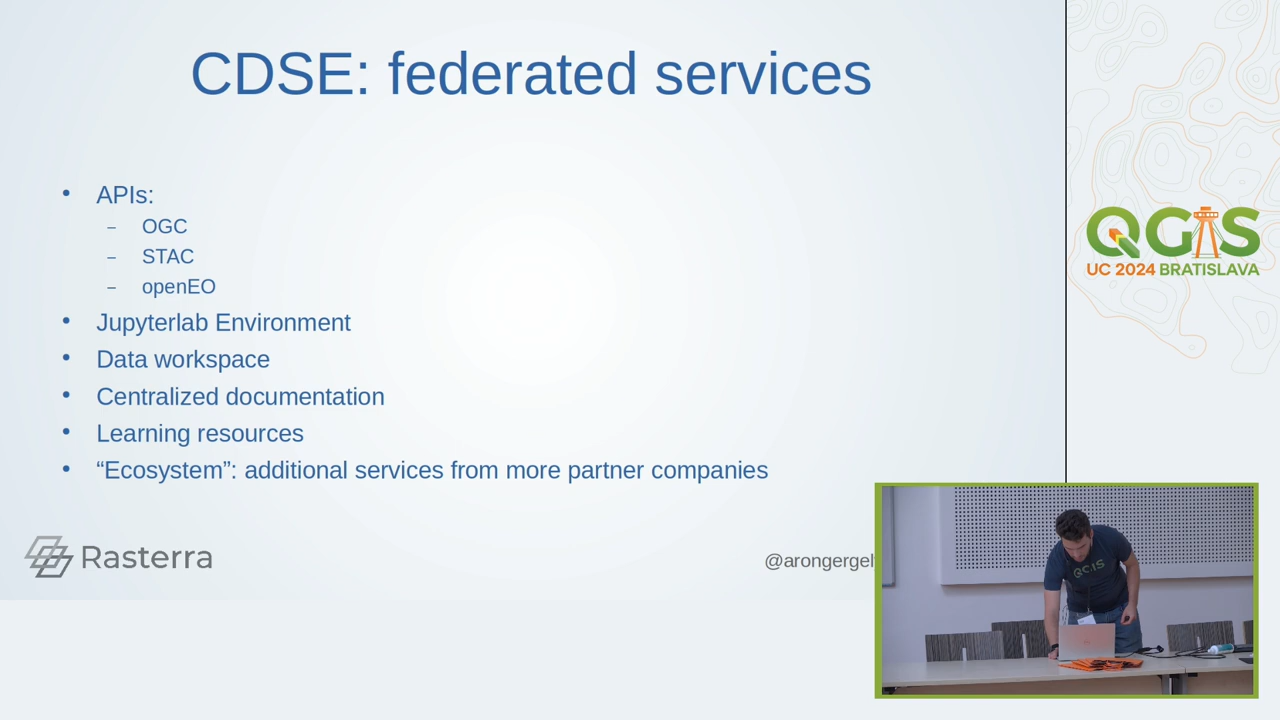 CDSE: federated services
• APIs:
– OGC
– STAC
– openEO
• Jupyterlab Environment
• Data workspace
• Centralized documentation
• Learning resources
• “Ecosystem”: additional services from more partner companies
Rasterra
@arongergel
QGIS
UC 2024 BRATISLAVA
QGIS